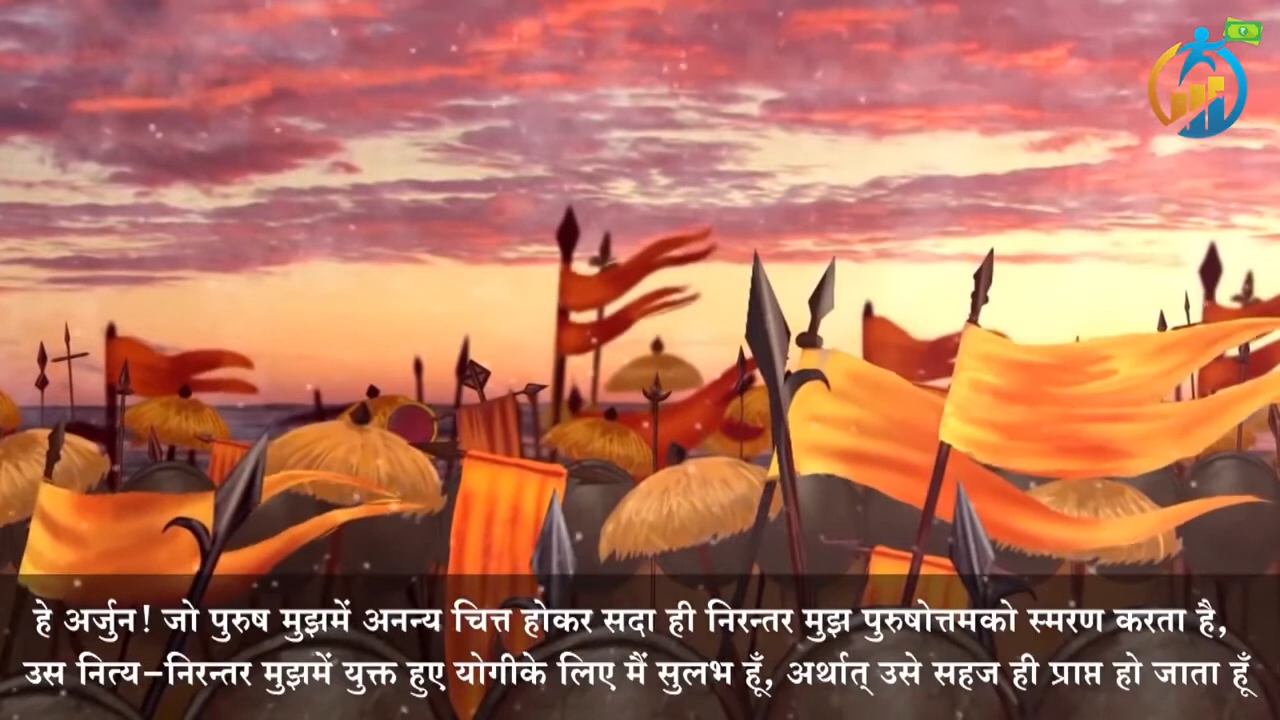 हे अर्जुन! जो पुरुष मुझमें अनन्य चित्त होकर सदा ही निरन्तर मुझ पुरुषोत्तमको स्मरण करता है,
उस नित्य-निरन्तर मुझमें युक्त हुए योगीके लिए मैं सुलभ हूँ, अर्थात् उसे सहज ही प्राप्त हो जाता हूँ